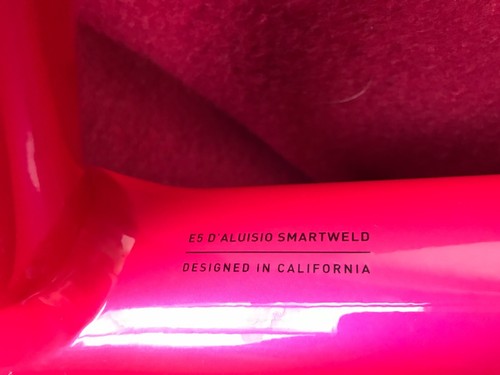 E5 D'ALUISIO SMARTWELD
DESIGNED IN CALIFORNIA